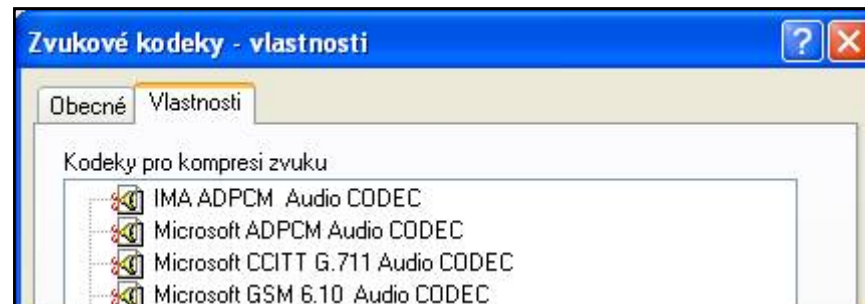 Zvukové kodeky - vlastnosti
Obecné Vlastnosti
Kodeky pro kompresi zvuku
IMA ADPCM Audio CODEC
Microsoft ADPCM Audio CODEC
Microsoft CCITT G.711 Audio CODEC
Microsoft GSM 6.10 Audio CODEC